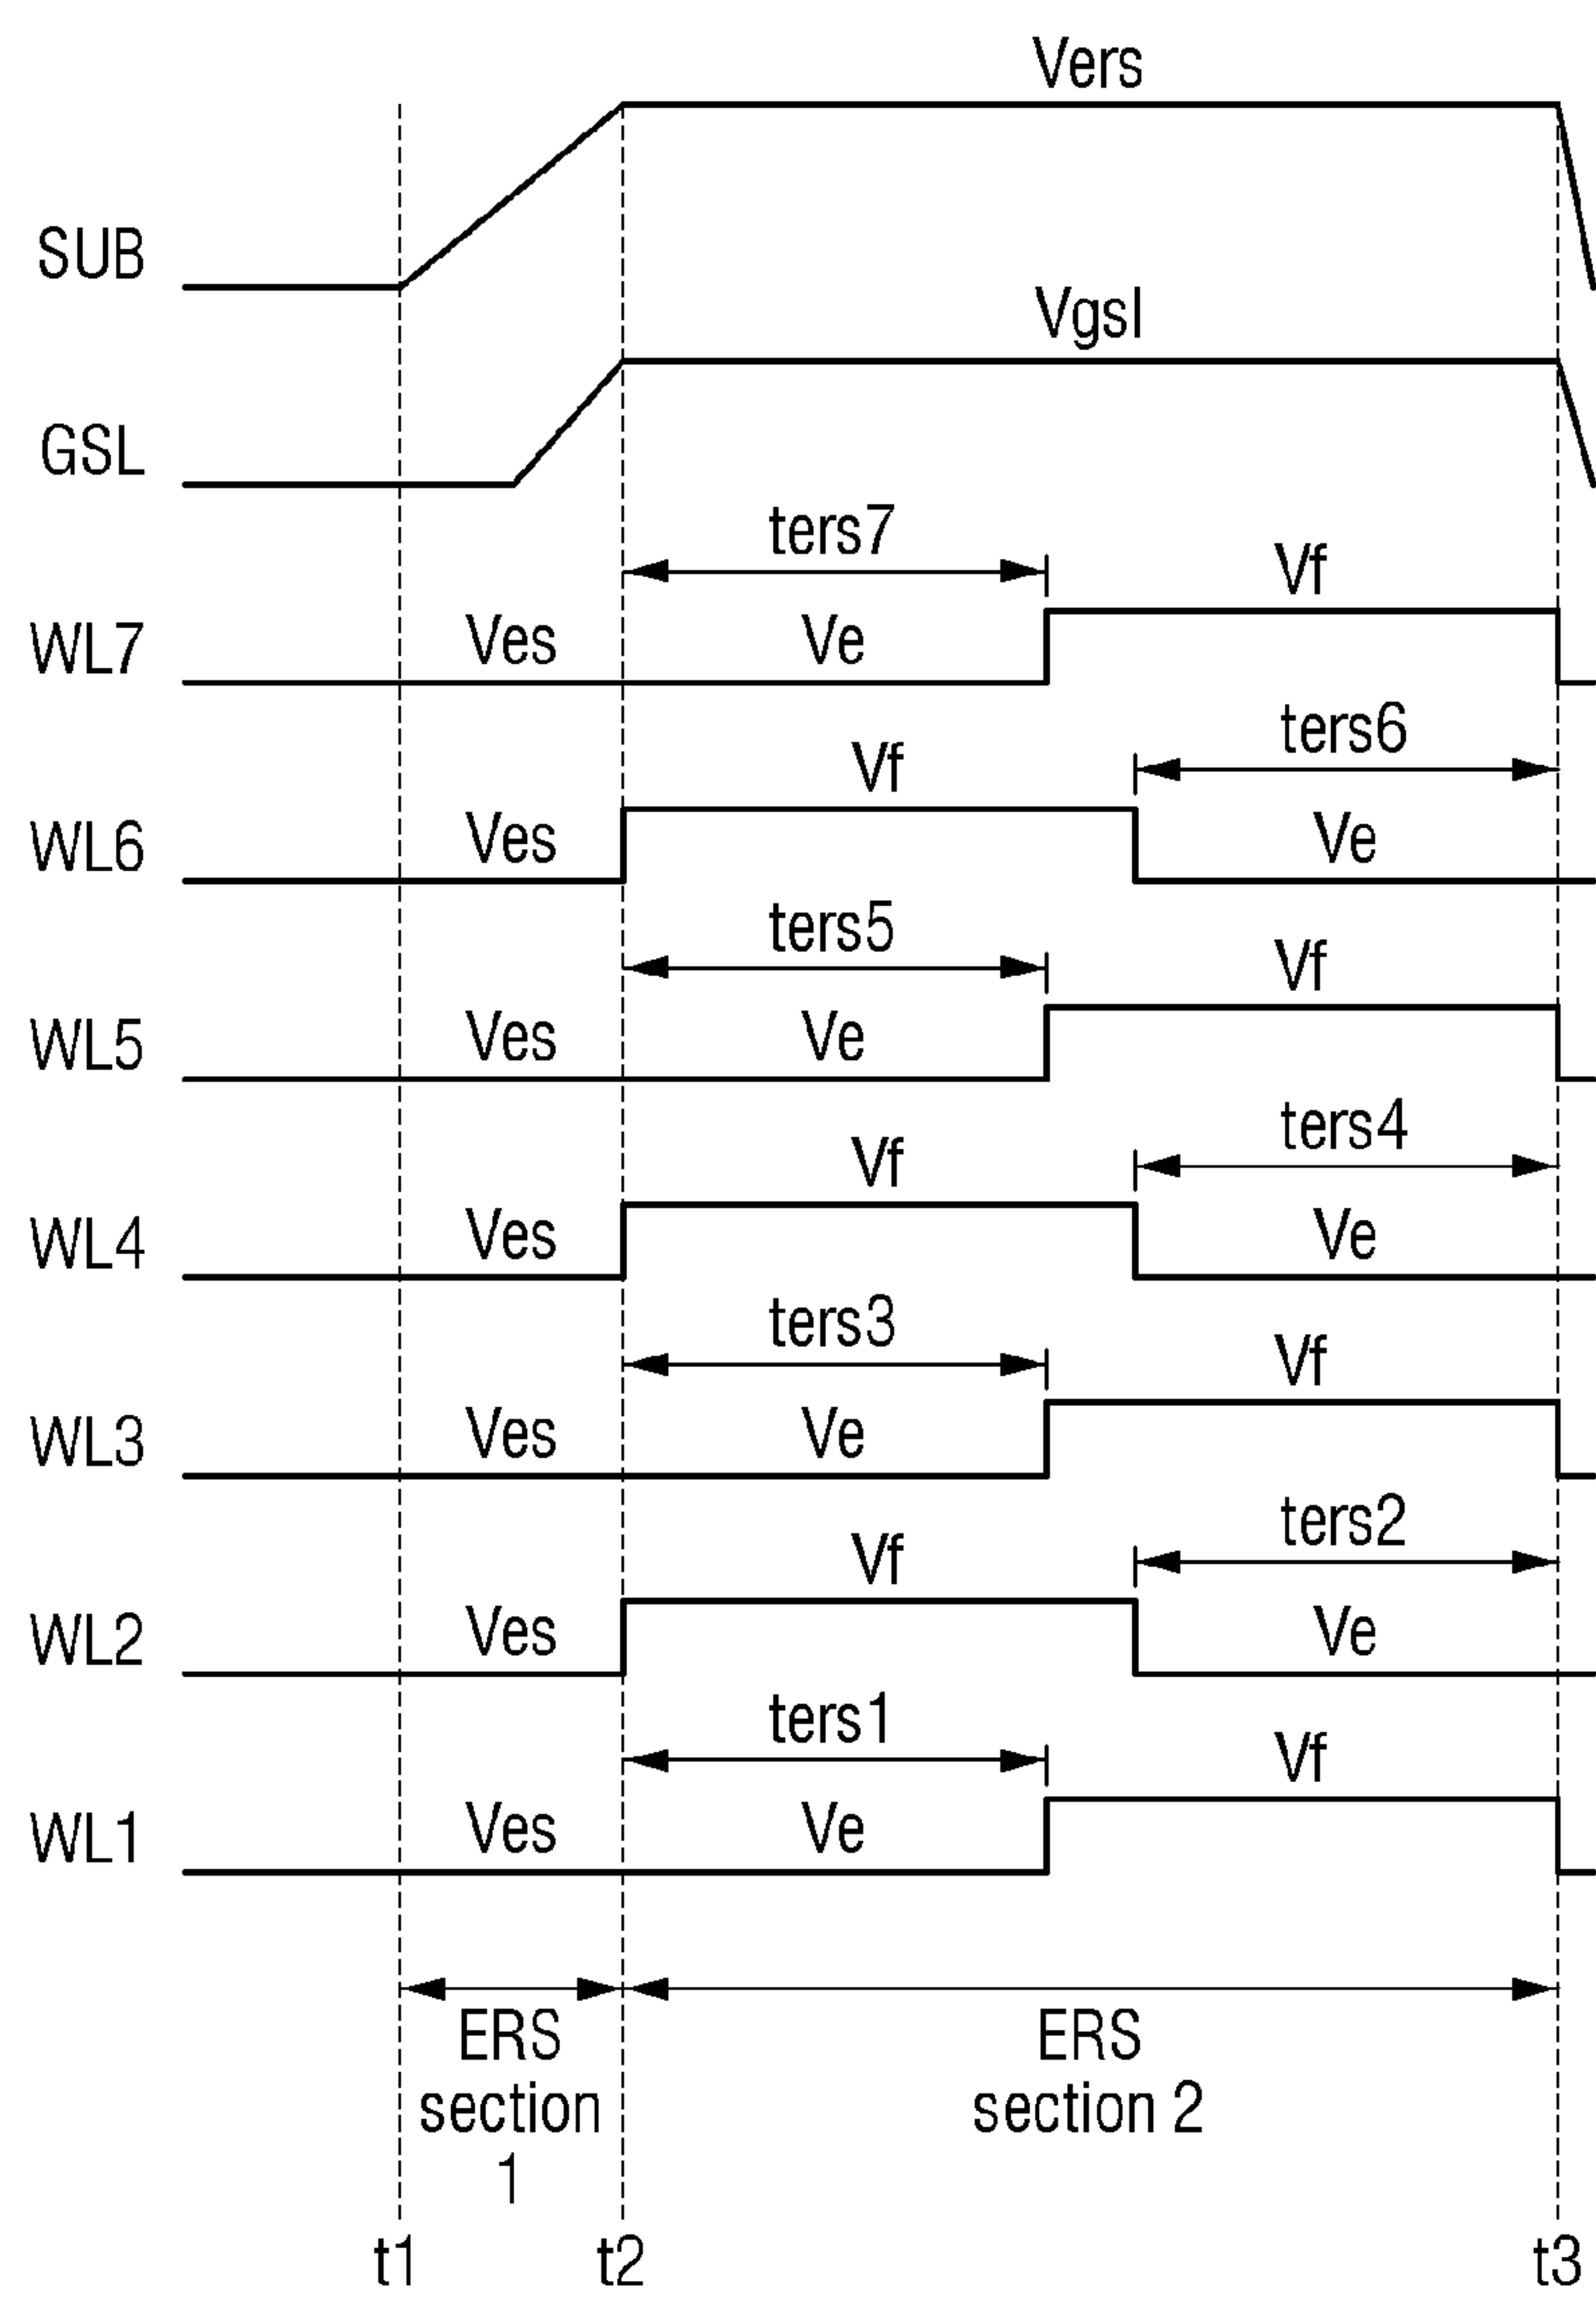 Vers
SUB
Vgsl
GSL
ters7
Vf
WL7 Ves Ve
ters6
Vf
WL6 Ves Ve
ters5
Vf
WL5 Ves Ve
ters4
Vf
WL4 Ves Ve
ters3
Vf
WL3 Ves Ve
ters2
Vf
WL2 Ves Ve
ters1
Vf
WL1 Ves Ve
ERS
section
1
ERS
section 2
t1 t2 t3